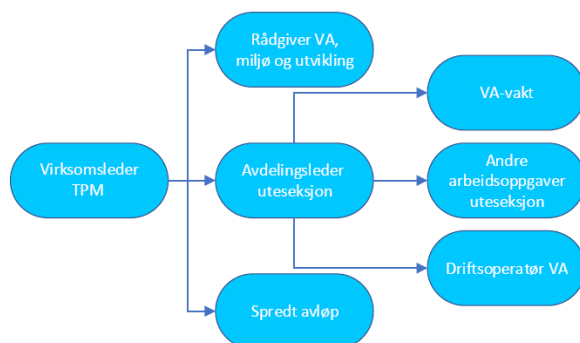 Rådgiver VA,
miljø og utvikling
VA-vakt
Virksomsleder
TPM
Avdelingsleder
uteseksjon
Andre
arbeidsoppgaver
uteseksjon
Driftsoperatør VA
Spredt avløp